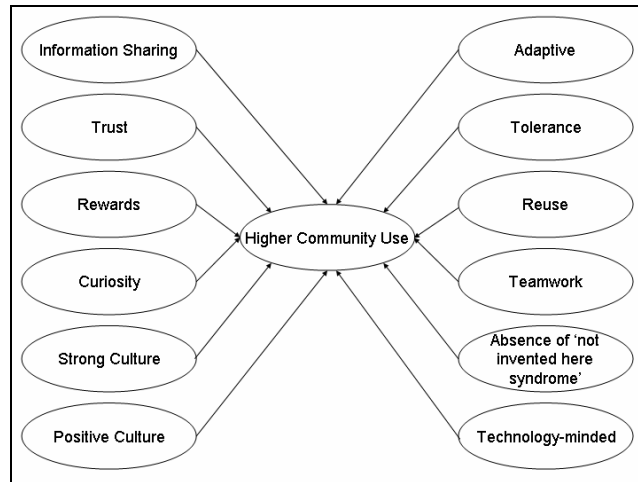 Information Sharing
Trust
Rewards
Curiosity
Strong Culture
Positive Culture
Higher Community Use
Adaptive
Tolerance
Reuse
Teamwork
Absence of ‘not
invented here
syndrome’
Technology-minded